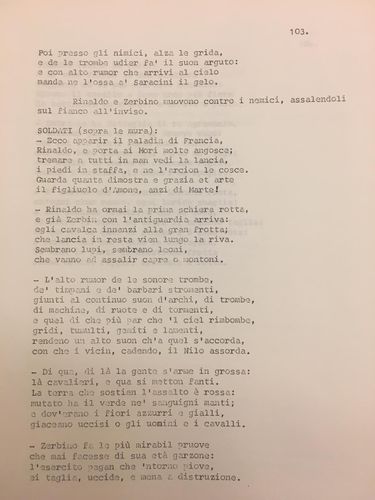 103.
Poi presso gli nimici, alza le grida,
e de le trombe udier fa' il suon arguto:
e con alto rumor che arrivi al cielo
manda ne l'ossa a' Saracini il gelo.
Rinaldo e Zerbino muovono contro i nemici, assalendoli
sul fianco all'inviso.
SOLDATI (sopra le mura):
- Ecco apparir il paladin di Francia,
Rinaldo, e porta ai Mori molte angosce;
tremare a tutti in man vedi la lancia,
i piedi in staffa, e ne l'arcion le cosce.
Guarda quanta dimostra e grazia et arte
il figliuolo d'Amone, anzi di Marte!
- Rinaldo ha ormai la prima schiera rotta,
e già Zerbin con l'antiguardia arriva:
egli cavalca innanzi alla gran frotta;
che lancia in resta vien lungo la riva.
Sembrano lupi, sembrano leoni,
che vanno ad assalir capre o montoni.
- L'alto rumor de le sonore trombe,
de' timpani e de' barbari stromenti,
giunti al continuo suon d'archi, di trombe,
di machine, di ruote e di tormenti,
e quel di che più par che 'l ciel rimbombe,
gridi, tumulti, gemiti e lamenti,
rendeno un alto suon ch'a quel s'accorda,
con che i vicin, cadendo, il Nilo assorda.
- Di qua, di là la gente s'arme in grossa:
là cavalieri, e qua si metton fanti.
La terra che sostien l'assalto è rossa:
mutato ha il verde ne' sanguigni manti;
e dov'erano i fiori azzurri e gialli,
giaceano uccisi o gli uomini e i cavalli.
- Zerbino fa le più mirabil pruove
che mai facesse di sua età garzone:
l'esercito pagan che 'ntorno piove,
ei taglia, uccide, e mena a distruzione.